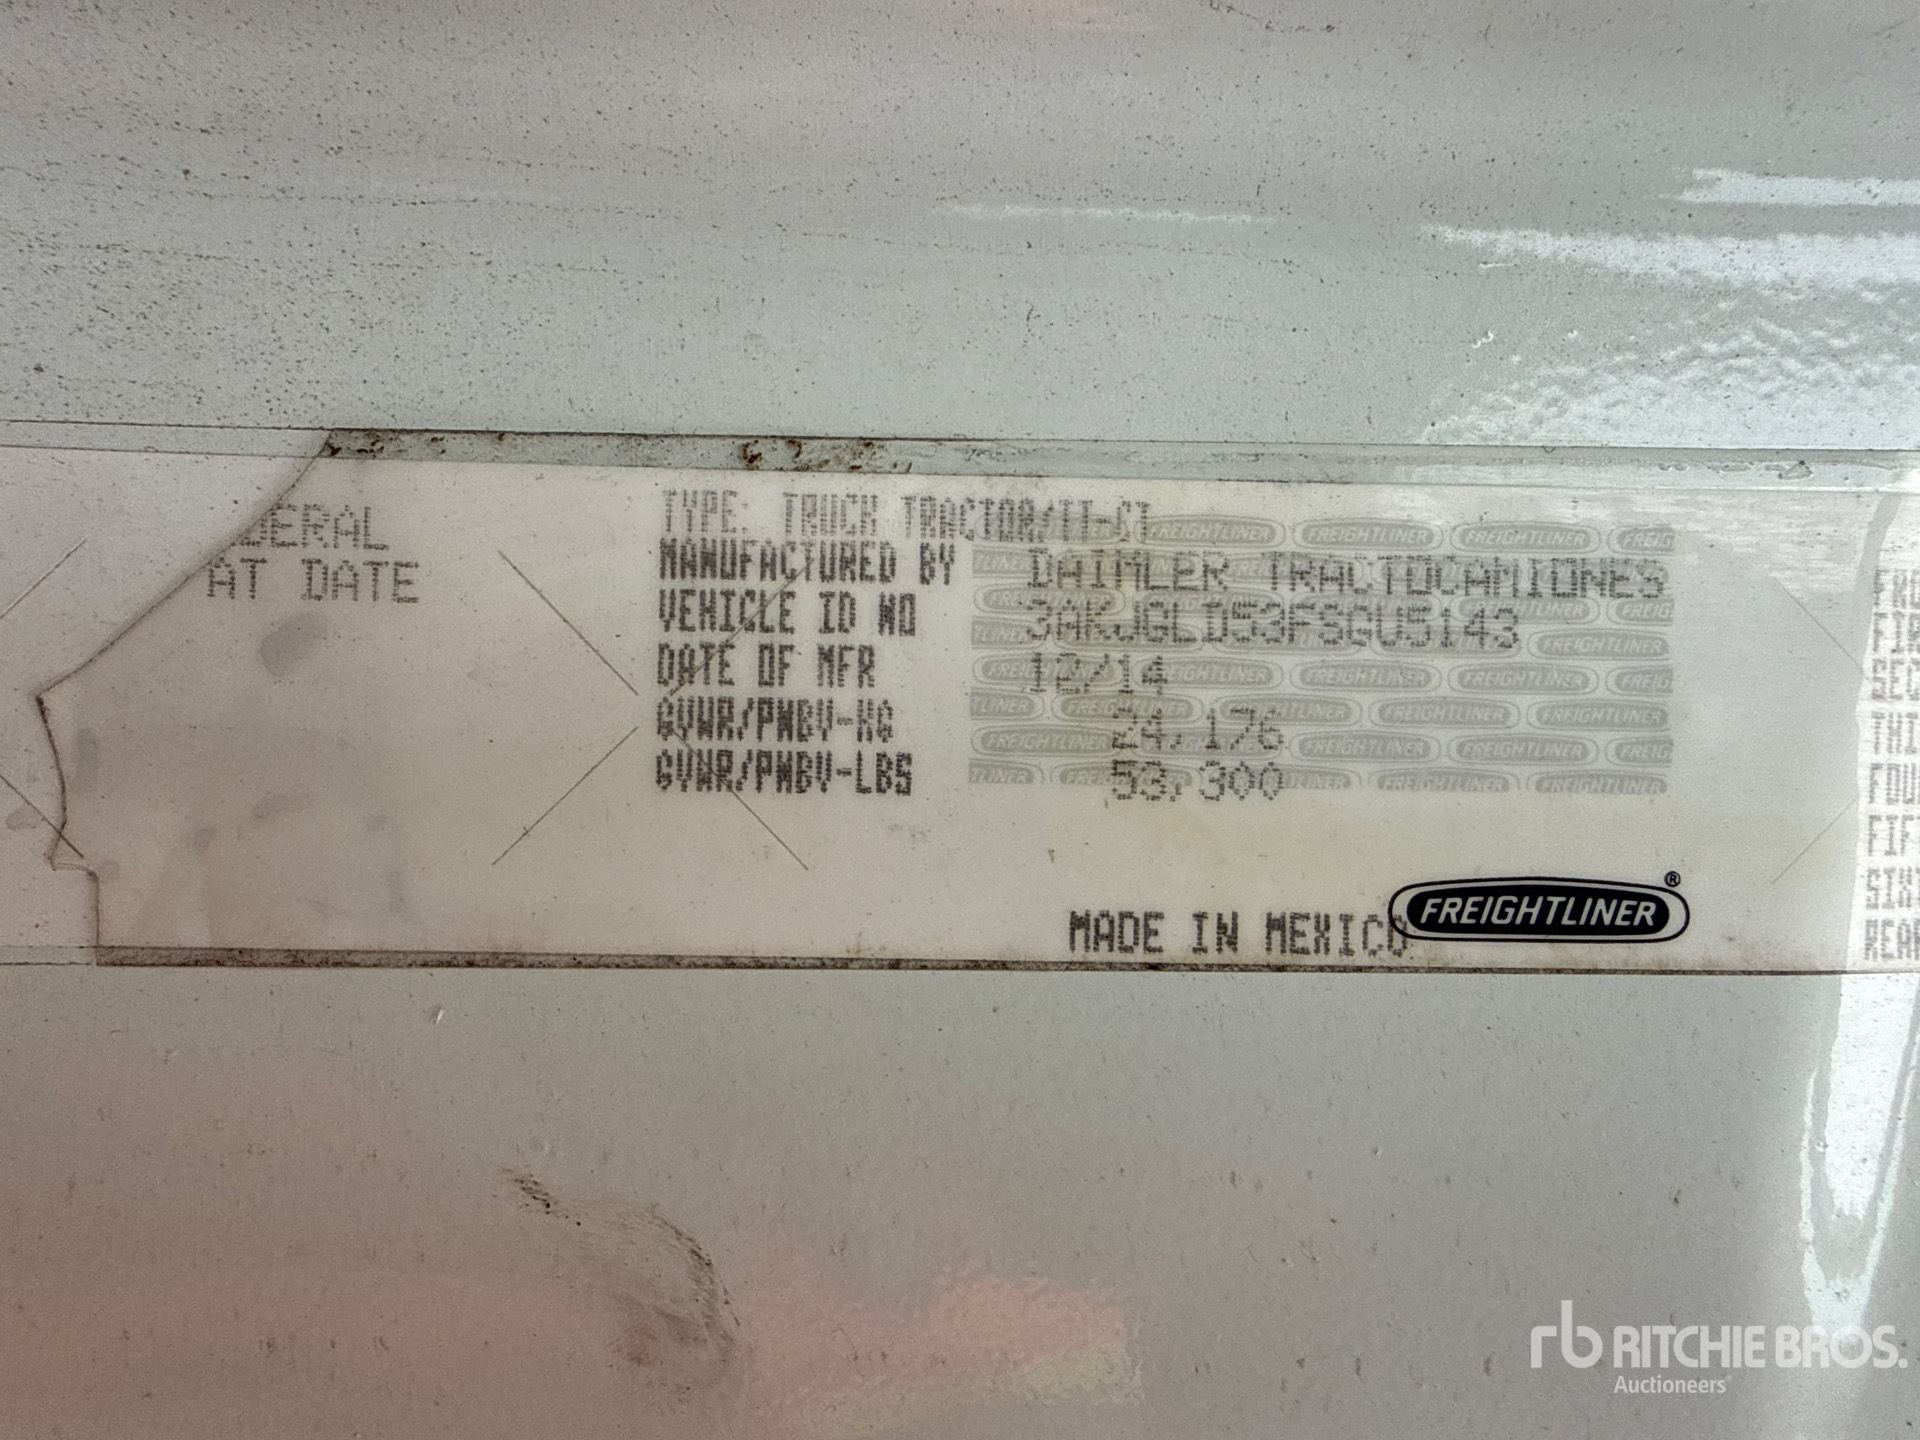 DERAL
AT DATE
TYPE: TRUCK TRACTOR/TT-CT
MANUFACTURED BY DAIMLER TRACTOCAMIONES
VEHICLE ID NO 3AKJGLD53FSGU5143
DATE OF MFR 12/14
GVWR/PNBV-KG 24,176
GVWR/PNBV-LBS 53,300
MADE IN MEXICO
FREIGHTLINER®
REAR
rb RITCHIE BROS.
Auctioneers